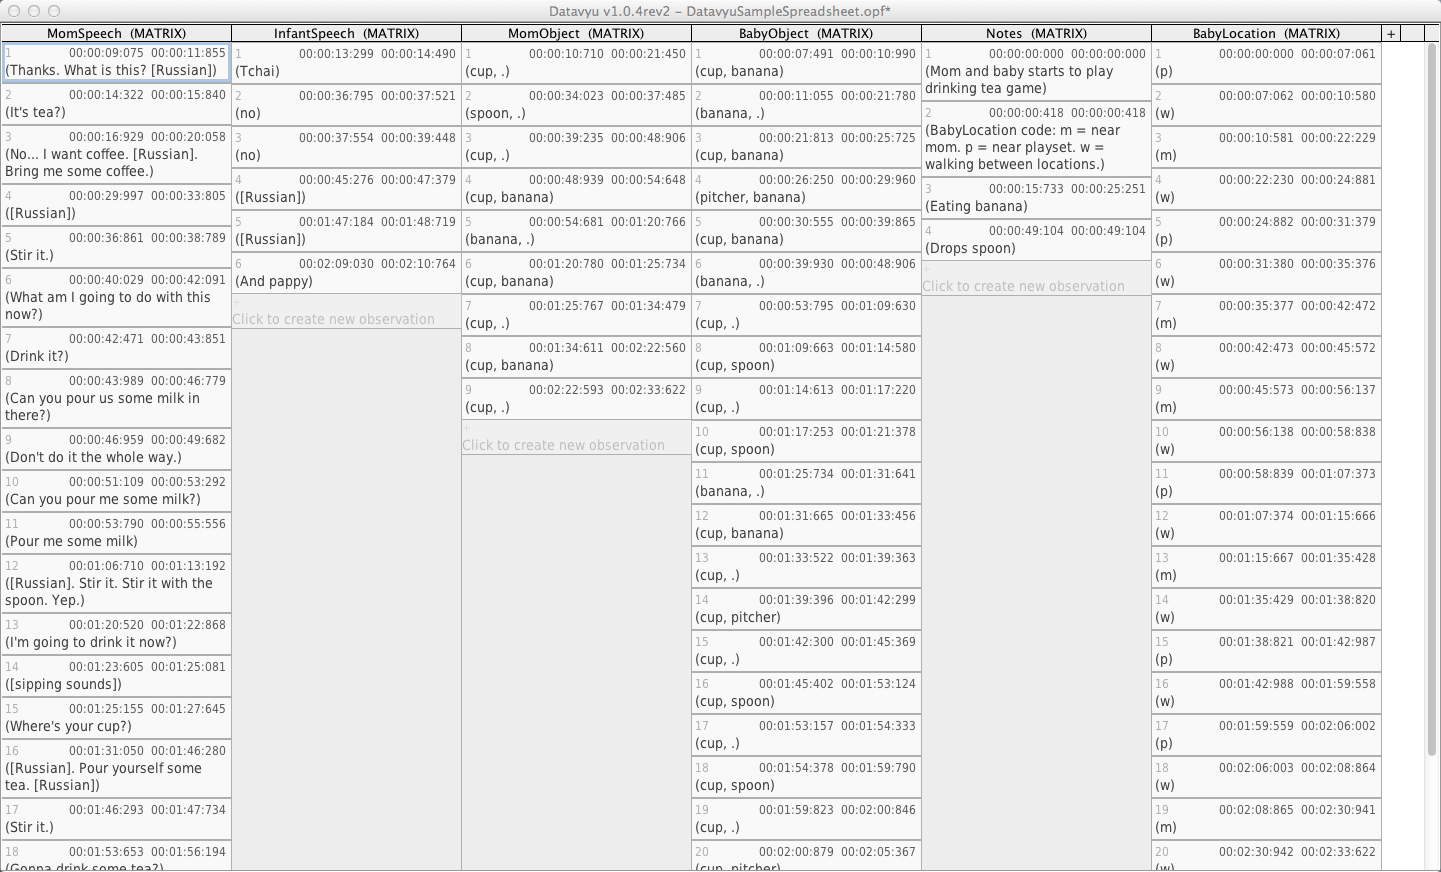 Datavyu v1.0.4rev2 – DatavyuSampleSpreadsheet.opf*
MomSpeech (MATRIX)
1 00:00:09:075 00:00:11:855
(Thanks. What is this? [Russian])
2 00:00:14:322 00:00:15:840
(It's tea?)
3 00:00:16:929 00:00:20:058
(No... I want coffee. [Russian].
Bring me some coffee.)
4 00:00:29:997 00:00:33:805
([Russian])
5 00:00:36:861 00:00:38:789
(Stir it.)
6 00:00:40:029 00:00:42:091
(What am I going to do with this
now?)
7 00:00:42:471 00:00:43:851
(Drink it?)
8 00:00:43:989 00:00:46:779
(Can you pour us some milk in
there?)
9 00:00:46:959 00:00:49:682
(Don't do it the whole way.)
10 00:00:51:109 00:00:53:292
(Can you pour me some milk?)
11 00:00:53:790 00:00:55:556
(Pour me some milk)
12 00:01:06:710 00:01:13:192
([Russian]. Stir it. Stir it with the
spoon. Yep.)
13 00:01:20:520 00:01:22:868
(I'm going to drink it now?)
14 00:01:23:605 00:01:25:081
([sipping sounds])
15 00:01:25:155 00:01:27:645
(Where's your cup?)
16 00:01:31:050 00:01:46:280
([Russian]. Pour yourself some
tea. [Russian])
17 00:01:46:293 00:01:47:734
(Stir it.)
18 00:01:53:653 00:01:56:194
(Gonna drink some tea?)
InfantSpeech (MATRIX)
1 00:00:13:299 00:00:14:490
(Tchai)
2 00:00:36:795 00:00:37:521
(no)
3 00:00:37:554 00:00:39:448
(no)
4 00:00:45:276 00:00:47:379
([Russian])
5 00:01:47:184 00:01:48:719
([Russian])
6 00:02:09:030 00:02:10:764
(And pappy)
+
Click to create new observation
MomObject (MATRIX)
1 00:00:10:710 00:00:21:450
(cup, .)
2 00:00:34:023 00:00:37:485
(spoon, .)
3 00:00:39:235 00:00:48:906
(cup, .)
4 00:00:48:939 00:00:54:648
(cup, banana)
5 00:00:54:681 00:01:20:766
(banana, .)
6 00:01:20:780 00:01:25:734
(cup, banana)
7 00:01:25:767 00:01:34:479
(cup, .)
8 00:01:34:611 00:02:22:560
(cup, banana)
9 00:02:22:593 00:02:33:622
(cup, .)
+
Click to create new observation
BabyObject (MATRIX)
1 00:00:07:491 00:00:10:990
(cup, banana)
2 00:00:11:055 00:00:21:780
(banana, .)
3 00:00:21:813 00:00:25:725
(cup, banana)
4 00:00:26:250 00:00:29:960
(pitcher, banana)
5 00:00:30:555 00:00:39:865
(cup, banana)
6 00:00:39:930 00:00:48:906
(banana, .)
7 00:00:53:795 00:01:09:630
(cup, .)
8 00:01:09:663 00:01:14:580
(cup, spoon)
9 00:01:14:613 00:01:17:220
(cup, .)
10 00:01:17:253 00:01:21:378
(cup, spoon)
11 00:01:25:734 00:01:31:641
(banana, .)
12 00:01:31:665 00:01:33:456
(cup, banana)
13 00:01:33:522 00:01:39:363
(cup, .)
14 00:01:39:396 00:01:42:299
(cup, pitcher)
15 00:01:42:300 00:01:45:369
(cup, .)
16 00:01:45:402 00:01:53:124
(cup, spoon)
17 00:01:53:157 00:01:54:333
(cup, .)
18 00:01:54:378 00:01:59:790
(cup, spoon)
19 00:01:59:823 00:02:00:846
(cup, .)
20 00:02:00:879 00:02:05:367
(cup, pitcher)
Notes (MATRIX)
1 00:00:00:000 00:00:00:000
(Mom and baby starts to play
drinking tea game)
2 00:00:00:418 00:00:00:418
(BabyLocation code: m = near
mom. p = near playset. w =
walking between locations.)
3 00:00:15:733 00:00:25:251
(Eating banana)
4 00:00:49:104 00:00:49:104
(Drops spoon)
+
Click to create new observation
BabyLocation (MATRIX)
1 00:00:00:000 00:00:07:061
(p)
2 00:00:07:062 00:00:10:580
(w)
3 00:00:10:581 00:00:22:229
(m)
4 00:00:22:230 00:00:24:881
(w)
5 00:00:24:882 00:00:31:379
(p)
6 00:00:31:380 00:00:35:376
(w)
7 00:00:35:377 00:00:42:472
(m)
8 00:00:42:473 00:00:45:572
(w)
9 00:00:45:573 00:00:56:137
(m)
10 00:00:56:138 00:00:58:838
(w)
11 00:00:58:839 00:01:07:373
(p)
12 00:01:07:374 00:01:15:666
(w)
13 00:01:15:667 00:01:35:428
(m)
14 00:01:35:429 00:01:38:820
(w)
15 00:01:38:821 00:01:42:987
(p)
16 00:01:42:988 00:01:59:558
(w)
17 00:01:59:559 00:02:06:002
(p)
18 00:02:06:003 00:02:08:864
(w)
19 00:02:08:865 00:02:30:941
(m)
20 00:02:30:942 00:02:33:622
(w)
+